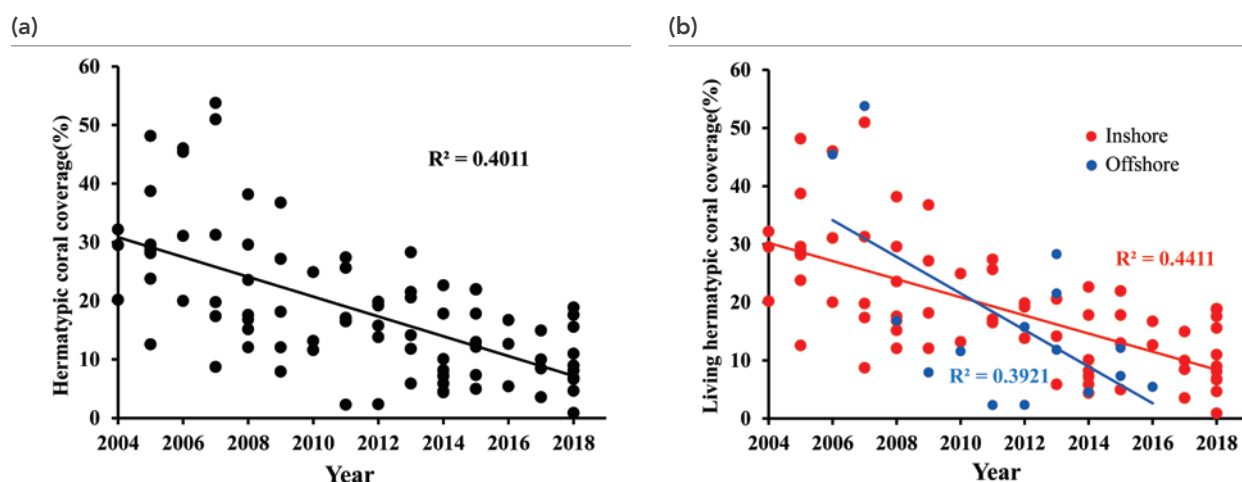 (a)
(b)
60
50
40
30
20
10
0
Hermatypic coral coverage(%)
R² = 0.4011
2004 2006 2008 2010 2012 2014 2016 2018
Year
60
50
40
30
20
10
0
Living hermatypic coral coverage(%)
Inshore
Offshore
R² = 0.4411
R² = 0.3921
2004 2006 2008 2010 2012 2014 2016 2018
Year